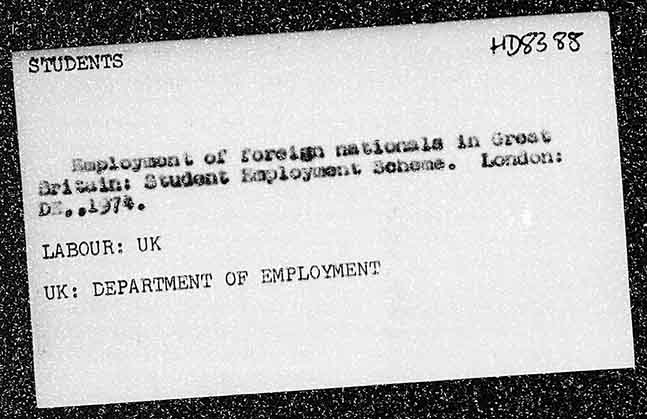 STUDENTS
HD8388
Employment of foreign nationals in Great
Britain: Student Employment Scheme. London:
DE.,1974.
LABOUR: UK
UK: DEPARTMENT OF EMPLOYMENT